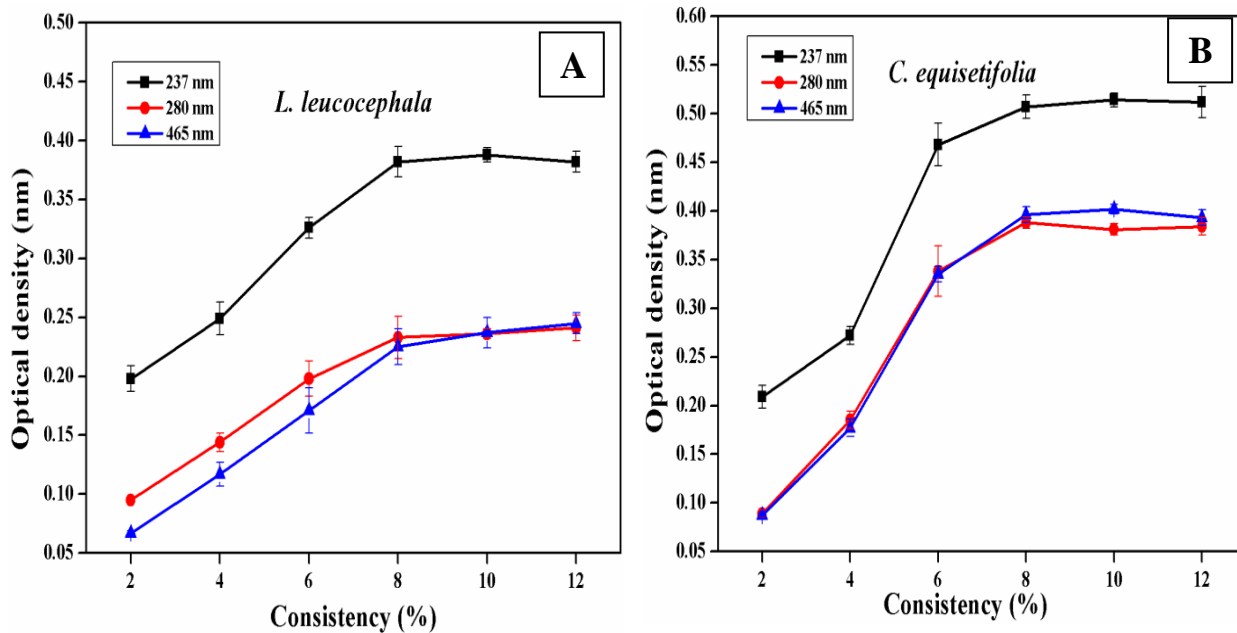 A
L. leucocephala
237 nm
280 nm
465 nm
Optical density (nm)
0.50
0.45
0.40
0.35
0.30
0.25
0.20
0.15
0.10
0.05
2 4 6 8 10 12
Consistency (%)
B
C. equisetifolia
237 nm
280 nm
465 nm
Optical density (nm)
0.60
0.55
0.50
0.45
0.40
0.35
0.30
0.25
0.20
0.15
0.10
0.05
2 4 6 8 10 12
Consistency (%)